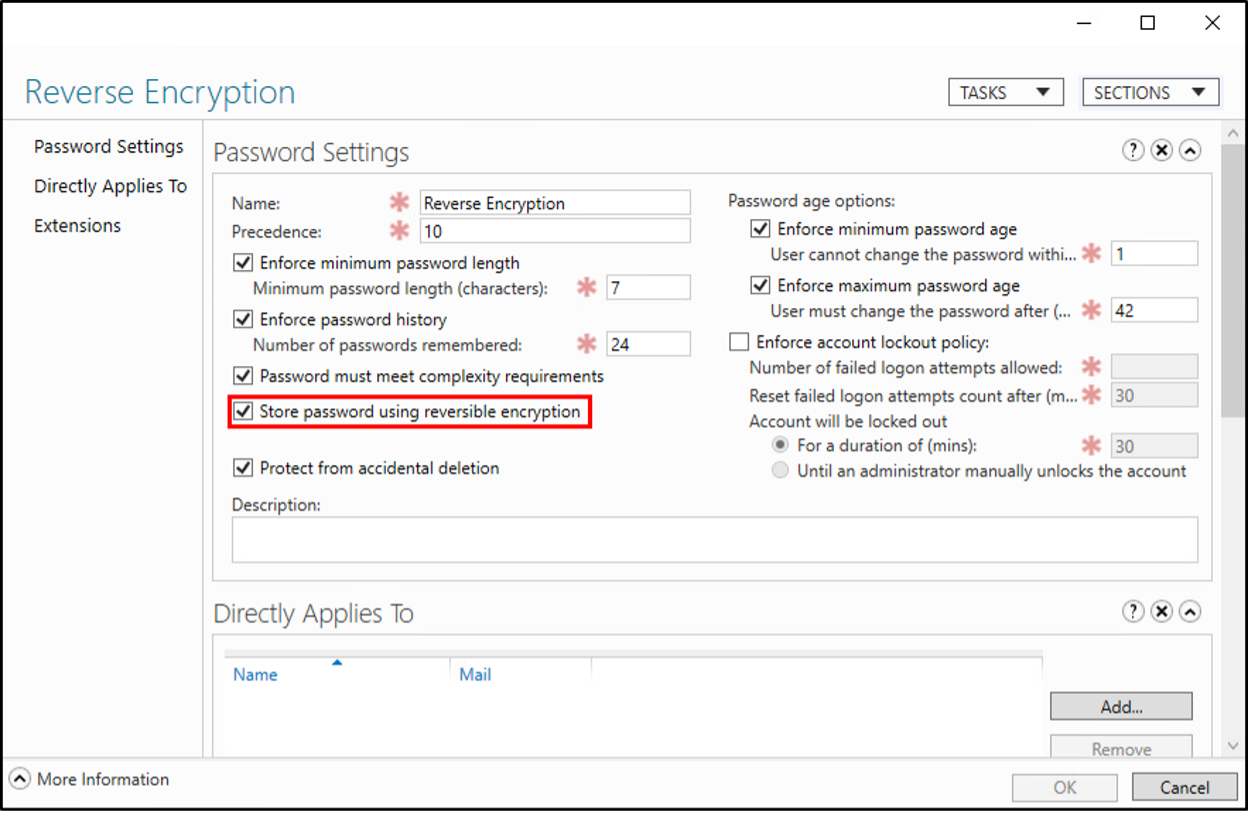 Reverse Encryption
TASKS
SECTIONS
Password Settings
Directly Applies To
Extensions
Password Settings
Name:
* Reverse Encryption
Precedence:
* 10
Enforce minimum password length
Minimum password length (characters): * 7
Enforce password history
Number of passwords remembered: * 24
Password must meet complexity requirements
Store password using reversible encryption
Protect from accidental deletion
Password age options:
Enforce minimum password age
User cannot change the password withi... * 1
Enforce maximum password age
User must change the password after (... * 42
Enforce account lockout policy:
Number of failed logon attempts allowed: *
Reset failed logon attempts count after (m... * 30
Account will be locked out
For a duration of (mins): * 30
Until an administrator manually unlocks the account
Description:
Directly Applies To
Name
Mail
Add...
Remove
More Information
OK
Cancel